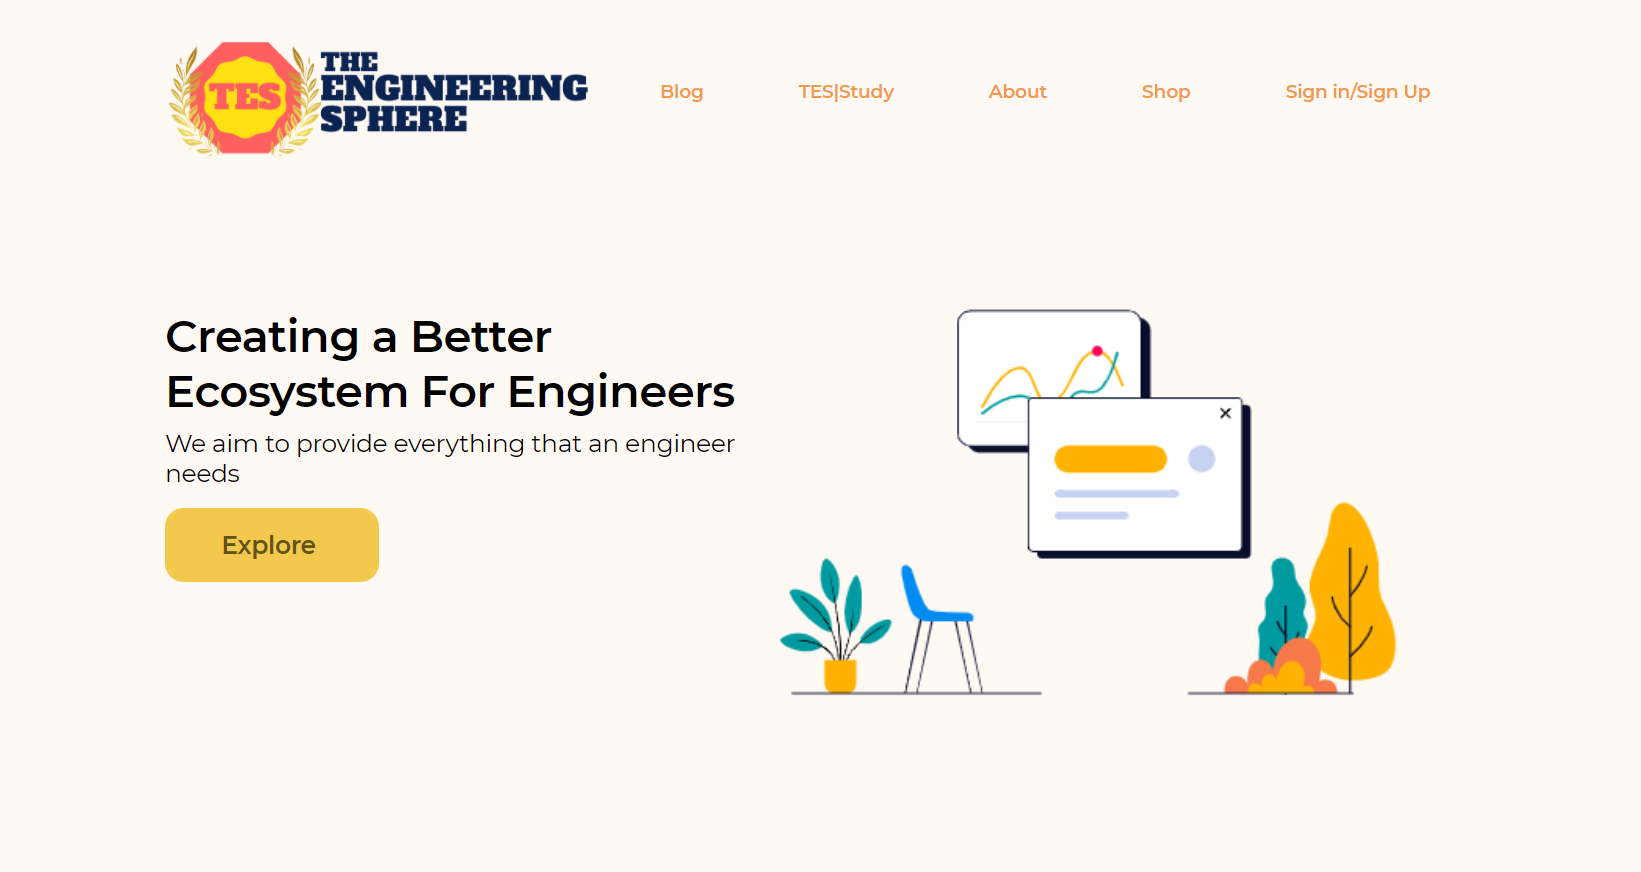 TES
THE
ENGINEERING
SPHERE
Blog
TES|Study
About
Shop
Sign in/Sign Up
Creating a Better
Ecosystem For Engineers
We aim to provide everything that an engineer
needs
Explore